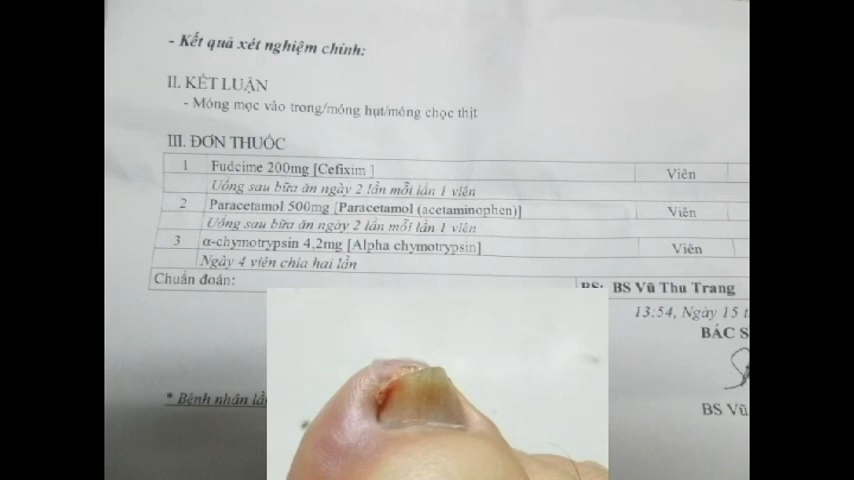 - Kết quả xét nghiệm chính:
II. KẾT LUẬN
- Móng mọc vào trong/móng hụt/móng chọc thịt
III. ĐƠN THUỐC
1 Fudcime 200mg [Cefixim ] Viên
Uống sau bữa ăn ngày 2 lần mỗi lần 1 viên
2 Paracetamol 500mg [Paracetamol (acetaminophen)] Viên
Uống sau bữa ăn ngày 2 lần mỗi lần 1 viên
3 α-chymotrypsin 4,2mg [Alpha chymotrypsin] Viên
Ngày 4 viên chia hai lần
Chuẩn đoán:
BS: BS Vũ Thu Trang
13:54, Ngày 15
BÁC S
* Bệnh nhân
BS Vũ